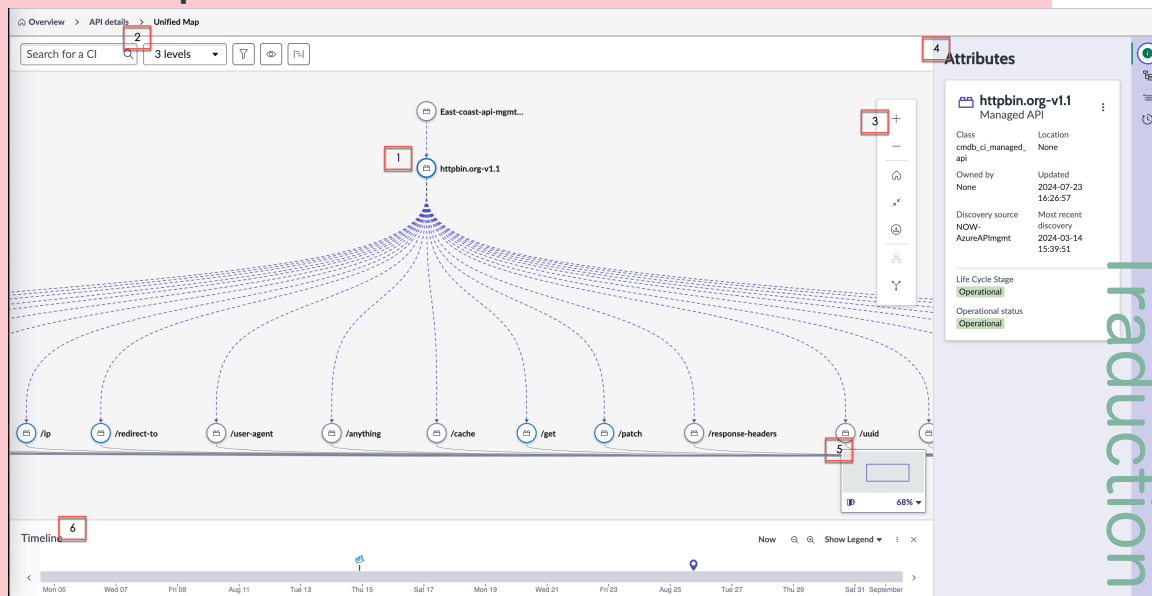 Overview > API details > Unified Map
2
Search for a CI
3 levels
4
Attributes
East-coast-api-mgmt...
3
1
httpbin.org-v1.1
httpbin.org-v1.1
Managed API
Class
cmdb_ci_managed_
api
Location
None
Owned by
None
Updated
2024-07-23
16:26:57
Discovery source
NOW-
AzureAPImgmt
Most recent
discovery
2024-03-14
15:39:51
Life Cycle Stage
Operational
Operational status
Operational
/ip
/redirect-to
/user-agent
/anything
/cache
/get
/patch
/response-headers
/uuid
5
68%
6
Timeline
Now
Show Legend
Mon 05 Wed 07 Fri 09 Aug 11 Tue 13 Thu 15 Sat 17 Mon 19 Wed 21 Fri 23 Aug 25 Tue 27 Thu 29 Sat 31 September